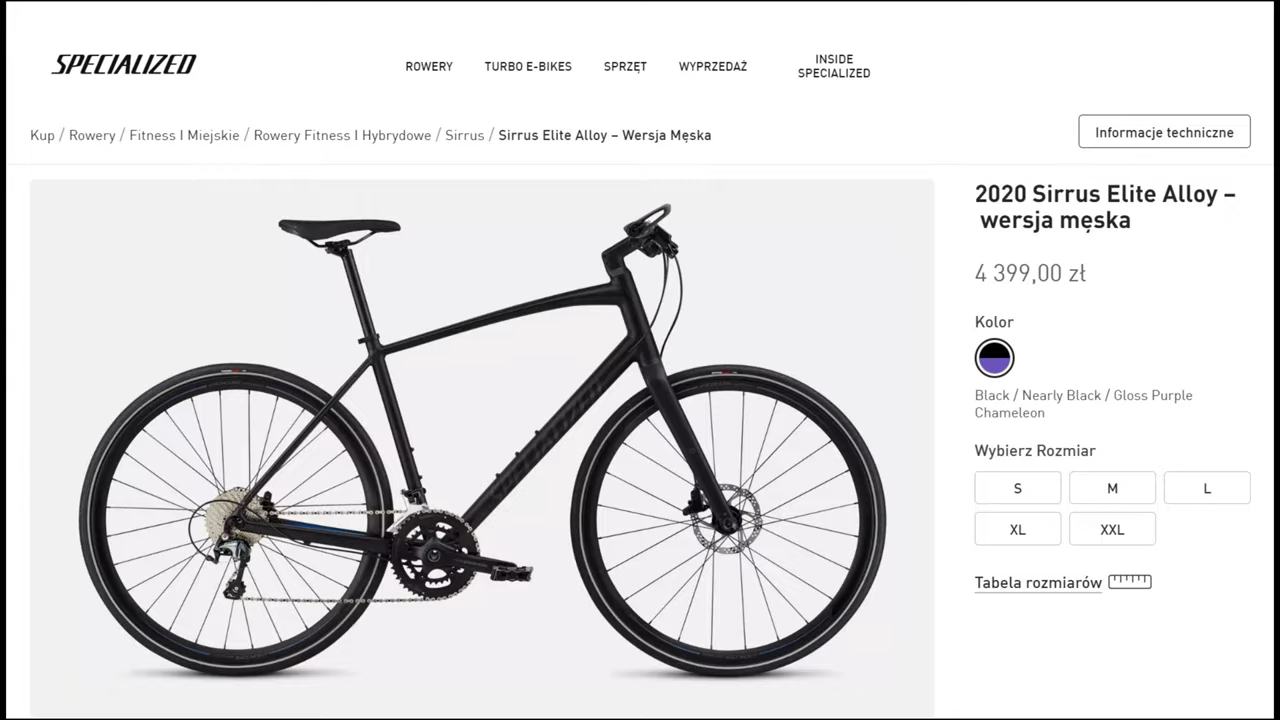 SPECIALIZED
ROWERY
TURBO E-BIKES
SPRZĘT
WYPRZEDAŻ
INSIDE
SPECIALIZED
Kup / Rowery / Fitness I Miejskie / Rowery Fitness I Hybrydowe / Sirrus / Sirrus Elite Alloy – Wersja Męska
Informacje techniczne
2020 Sirrus Elite Alloy –
wersja męska
4 399,00 zł
Kolor
Black / Nearly Black / Gloss Purple
Chameleon
Wybierz Rozmiar
S
M
L
XL
XXL
Tabela rozmiarów
SPECIALIZED